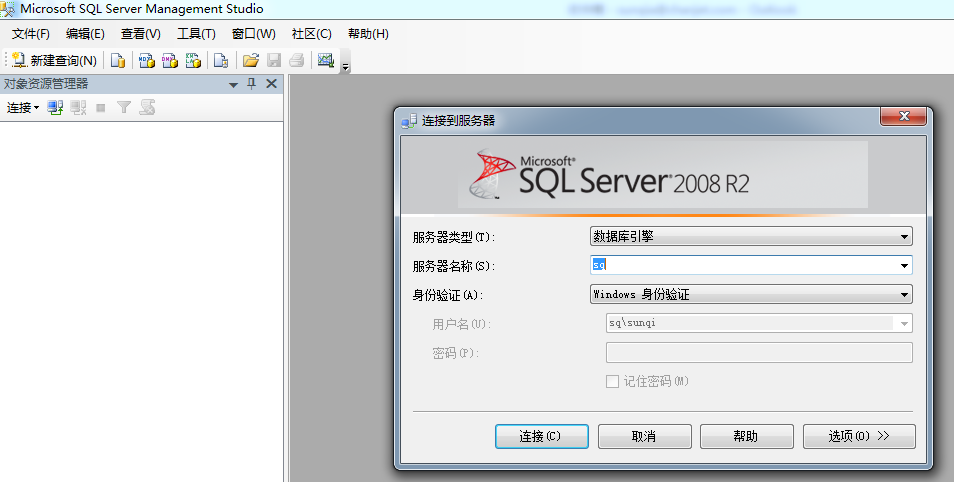 Microsoft SQL Server Management Studio
文件(F) 编辑(E) 查看(V) 工具(T) 窗口(W) 社区(C) 帮助(H)
新建查询(N)
对象资源管理器
连接
连接到服务器
Microsoft®
SQL Server® 2008 R2
服务器类型(T): 数据库引擎
服务器名称(S): sq
身份验证(A): Windows 身份验证
用户名(U): sq\sunqi
密码(P):
记住密码(M)
连接(C) 取消 帮助 选项(O) >>